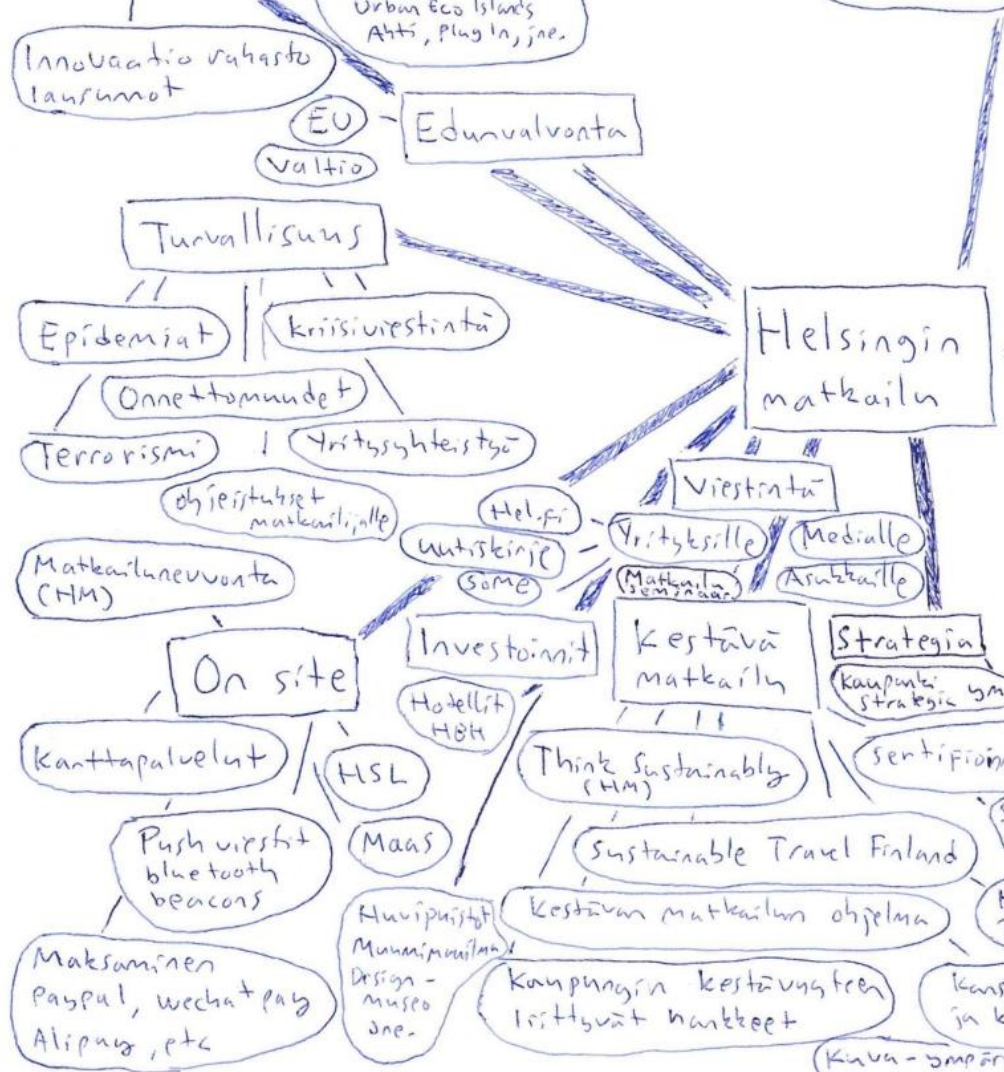 Urban Eco Islands
Ahti, Plug In, jne.
Innovaatio rahasto
lausunnot
EU
Edunvalvonta
Valtio
Turvallisuus
Epidemiat
Kriisiviestintä
Helsingin
matkailu
Onnettomuudet
Terrorismi
Yritysyhteistyö
ohjeistukset
matkailijalle
Viestintä
Hel.fi
Yrityksille
Medialle
Uutiskirje
some
Matkailu
seminaari
Asukkaille
Matkailuneuvonta
(HM)
On site
Investoinnit
Kestävä
matkailu
Strategia
Kaupunki
strategia ym
Hotellit
Karttapalvelut
HSL
Think Sustainably
(HM)
Push viestit
bluetooth
beacons
Maas
Sustainable Travel Finland
Huvipuistot
Muumimaailma
Design-
museo
jne.
Kestävän matkailun ohjelma
Maksaminen
Paypal, wechat pay
Alipay, etc
Kaupungin kestävyyteen
liittyvät hankkeet
ja k